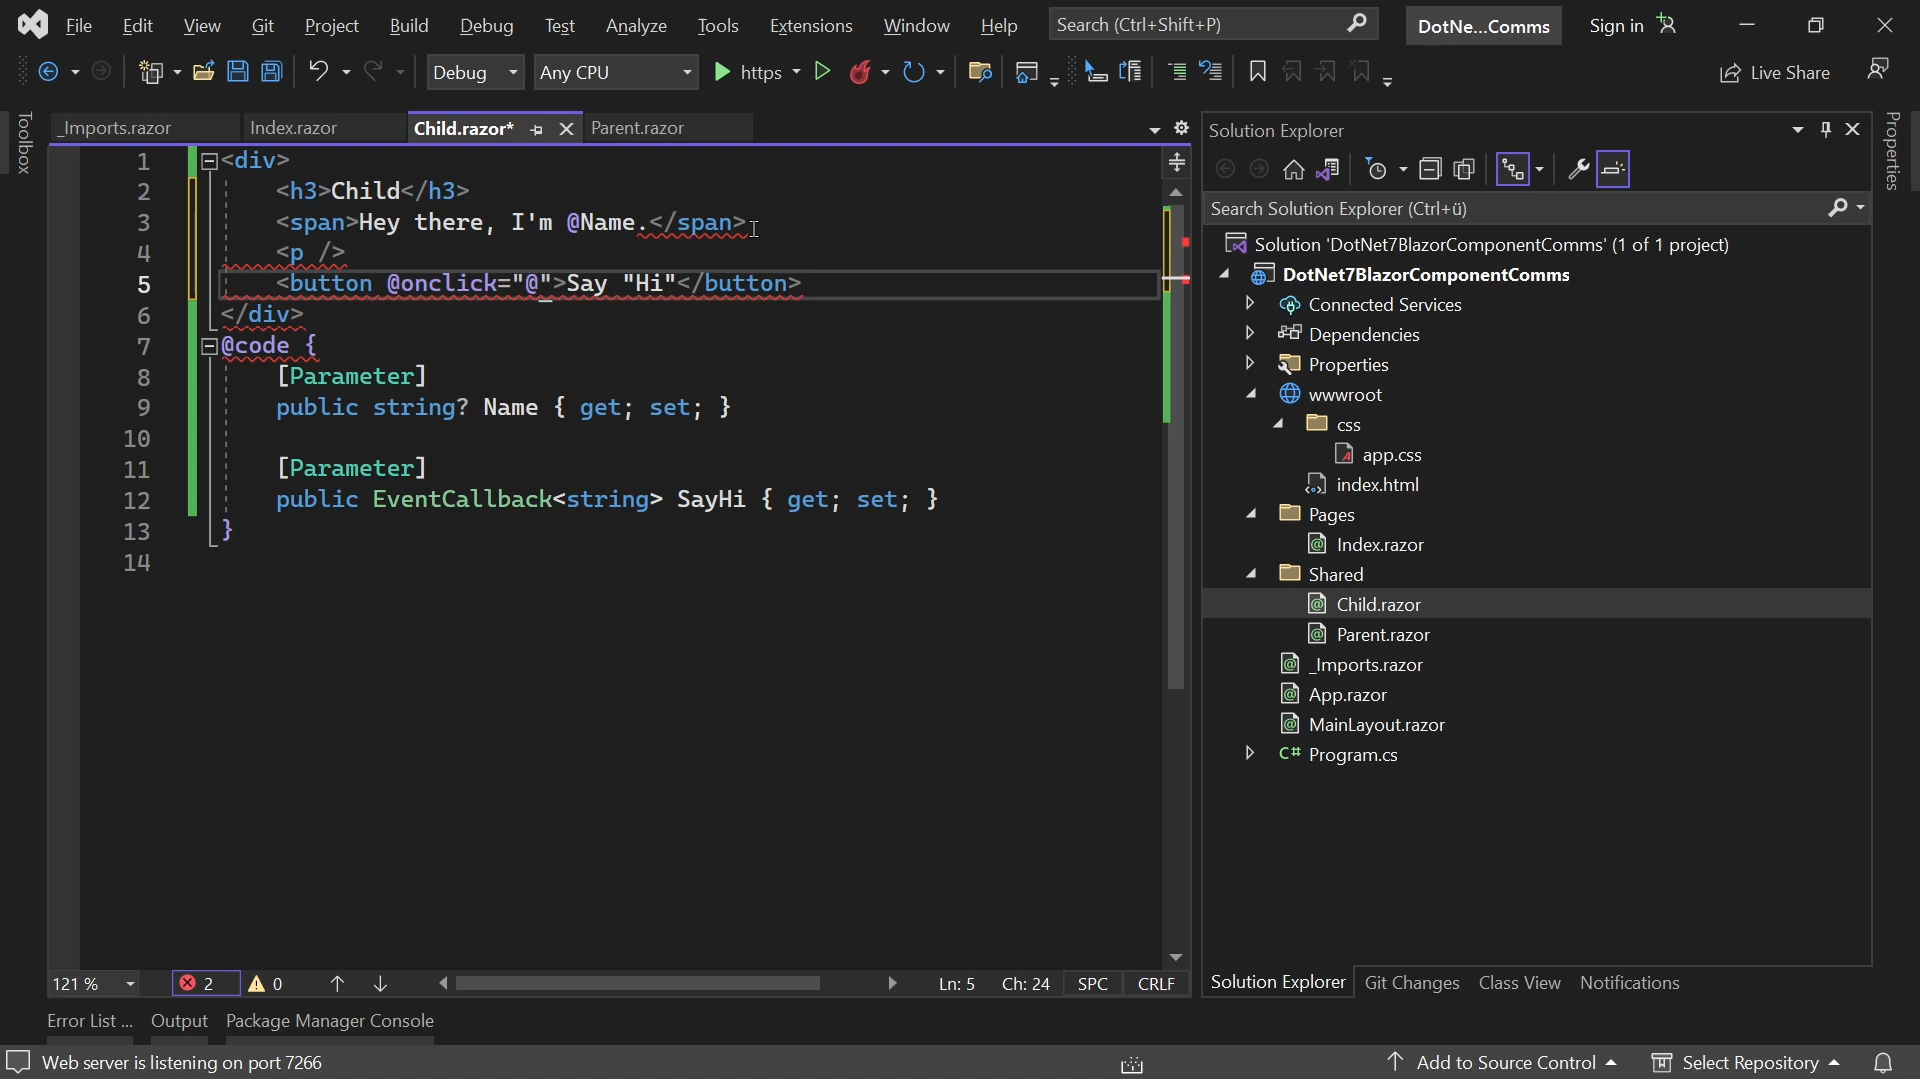 File Edit View Git Project Build Debug Test Analyze Tools Extensions Window Help Search (Ctrl+Shift+P) DotNe...Comms Sign in
Debug Any CPU https Live Share
Toolbox
_Imports.razor Index.razor Child.razor* Parent.razor
1 <div>
2 <h3>Child</h3>
3 <span>Hey there, I'm @Name.</span>
4 <p />
5 <button @onclick="@">Say "Hi"</button>
6 </div>
7 @code {
8 [Parameter]
9 public string? Name { get; set; }
10
11 [Parameter]
12 public EventCallback<string> SayHi { get; set; }
13 }
14
121 % 2 0 Ln: 5 Ch: 24 SPC CRLF
Solution Explorer
Search Solution Explorer (Ctrl+ü)
Solution 'DotNet7BlazorComponentComms' (1 of 1 project)
DotNet7BlazorComponentComms
Connected Services
Dependencies
Properties
wwwroot
css
app.css
index.html
Pages
Index.razor
Shared
Child.razor
Parent.razor
_Imports.razor
App.razor
MainLayout.razor
C# Program.cs
Solution Explorer Git Changes Class View Notifications
Properties
Error List ... Output Package Manager Console
Web server is listening on port 7266 Add to Source Control Select Repository